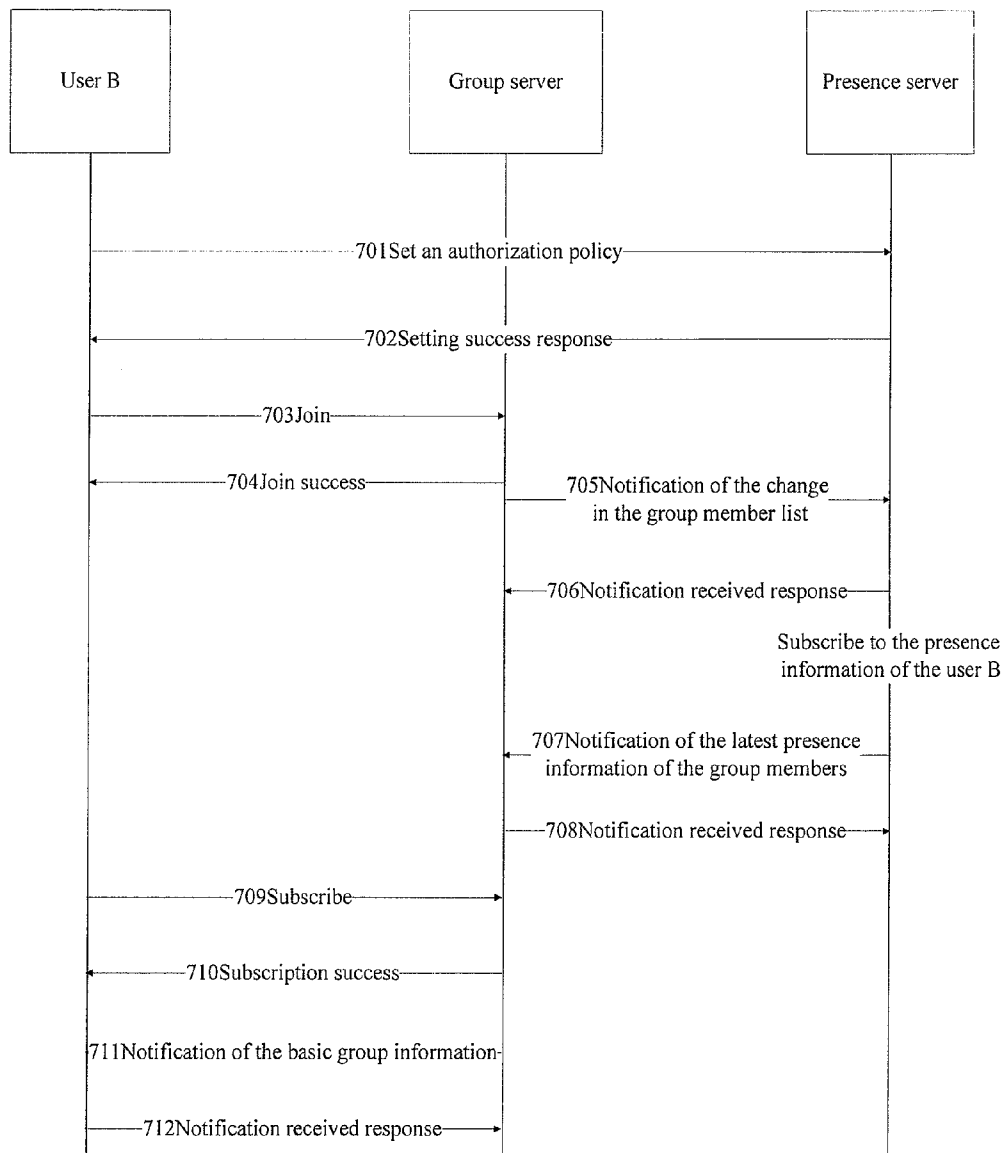 User B
Group server
Presence server
701Set an authorization policy
702Setting success response
703Join
704Join success
705Notification of the change
in the group member list
706Notification received response
Subscribe to the presence
information of the user B
707Notification of the latest presence
information of the group members
708Notification received response
709Subscribe
710Subscription success
711Notification of the basic group information
712Notification received response